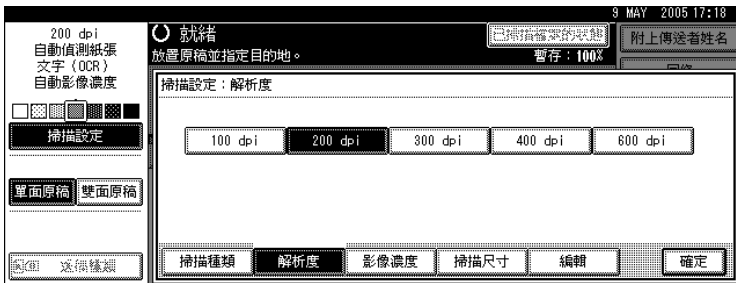 9 MAY 2005 17:18
200 dpi
自動偵測紙張
文字(OCR)
自動影像濃度
掃描設定
單面原稿 雙面原稿
送信種類
就緒
已掃描檔案的狀態
放置原稿並指定目的地。
暫存:100%
附上傳送者姓名
掃描設定:解析度
100 dpi 200 dpi 300 dpi 400 dpi 600 dpi
掃描種類 解析度 影像濃度 掃描尺寸 編輯 確定